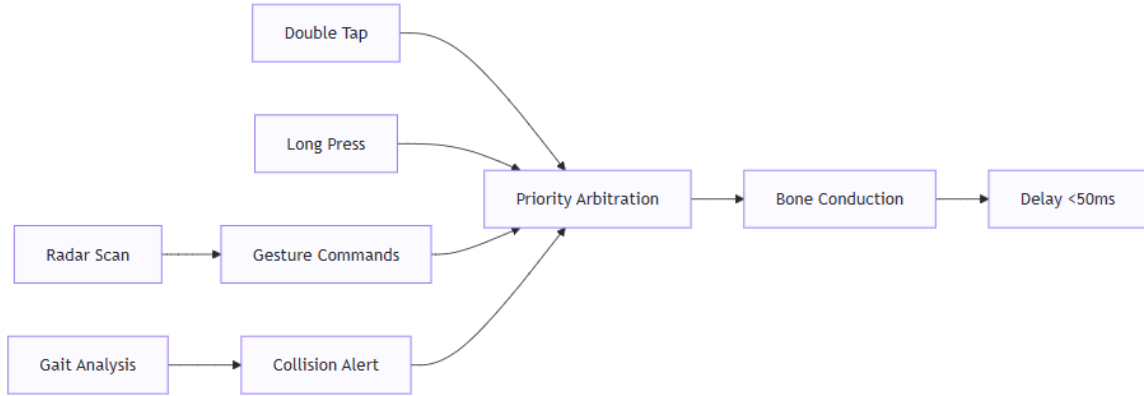 Double Tap
Long Press
Priority Arbitration
Bone Conduction
Delay <50ms
Radar Scan
Gesture Commands
Gait Analysis
Collision Alert